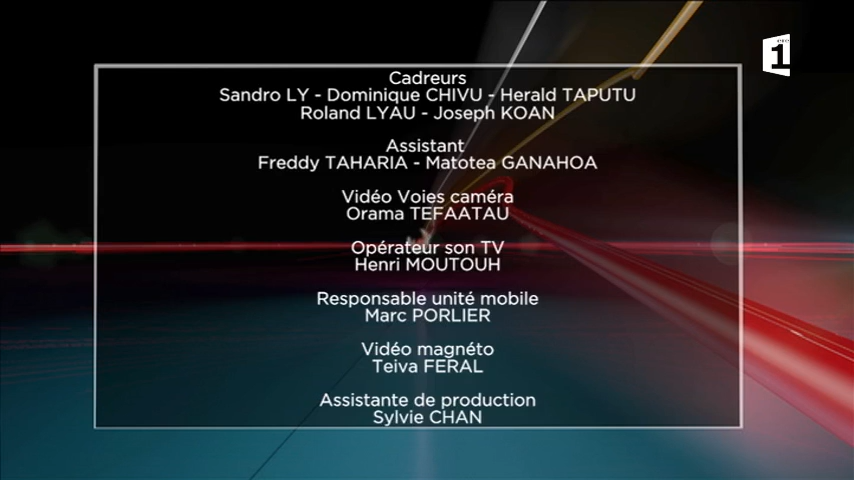 Cadreurs
Sandro LY - Dominique CHIVU - Herald TAPUTU
Roland LYAU - Joseph KOAN
Assistant
Freddy TAHARIA - Matotea GANAHOA
Vidéo Voies caméra
Orama TEFAATAU
Opérateur son TV
Henri MOUTOUH
Responsable unité mobile
Marc PORLIER
Vidéo magnéto
Teiva FERAL
Assistante de production
Sylvie CHAN
1